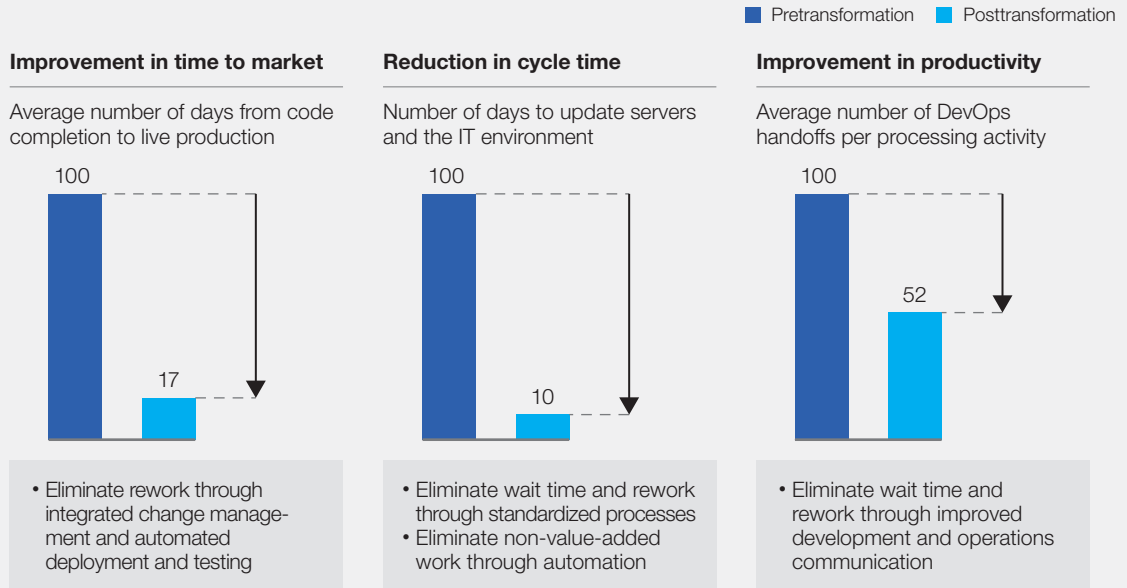 Pretransformation
Posttransformation
Improvement in time to market
Average number of days from code
completion to live production
100
17
• Eliminate rework through
integrated change manage-
ment and automated
deployment and testing
Reduction in cycle time
Number of days to update servers
and the IT environment
100
10
• Eliminate wait time and rework
through standardized processes
• Eliminate non-value-added
work through automation
Improvement in productivity
Average number of DevOps
handoffs per processing activity
100
52
• Eliminate wait time and
rework through improved
development and operations
communication